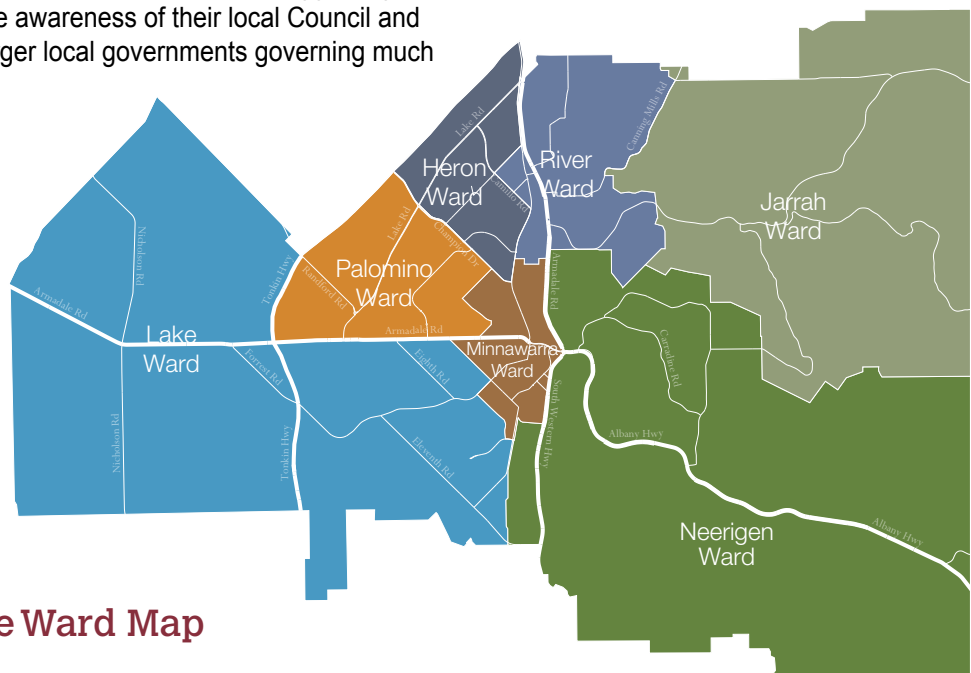 e awareness of their local Council and
ger local governments governing much
Lake Rd
Canning Mills Rd
Heron
Ward
River
Ward
Jarrah
Ward
Lake Rd
Champion Dr
Nicholson Rd
Tonkin Hwy
Palomino
Ward
Ranford Rd
Armadale Rd
Armadale Rd
Armadale Rd
Lake
Ward
Minnawarra
Ward
Forrest Rd
Eighth Rd
Carradine Rd
South Western Hwy
Nicholson Rd
Tonkin Hwy
Eleventh Rd
Albany Hwy
Albany Hwy
Neerigen
Ward
e Ward Map